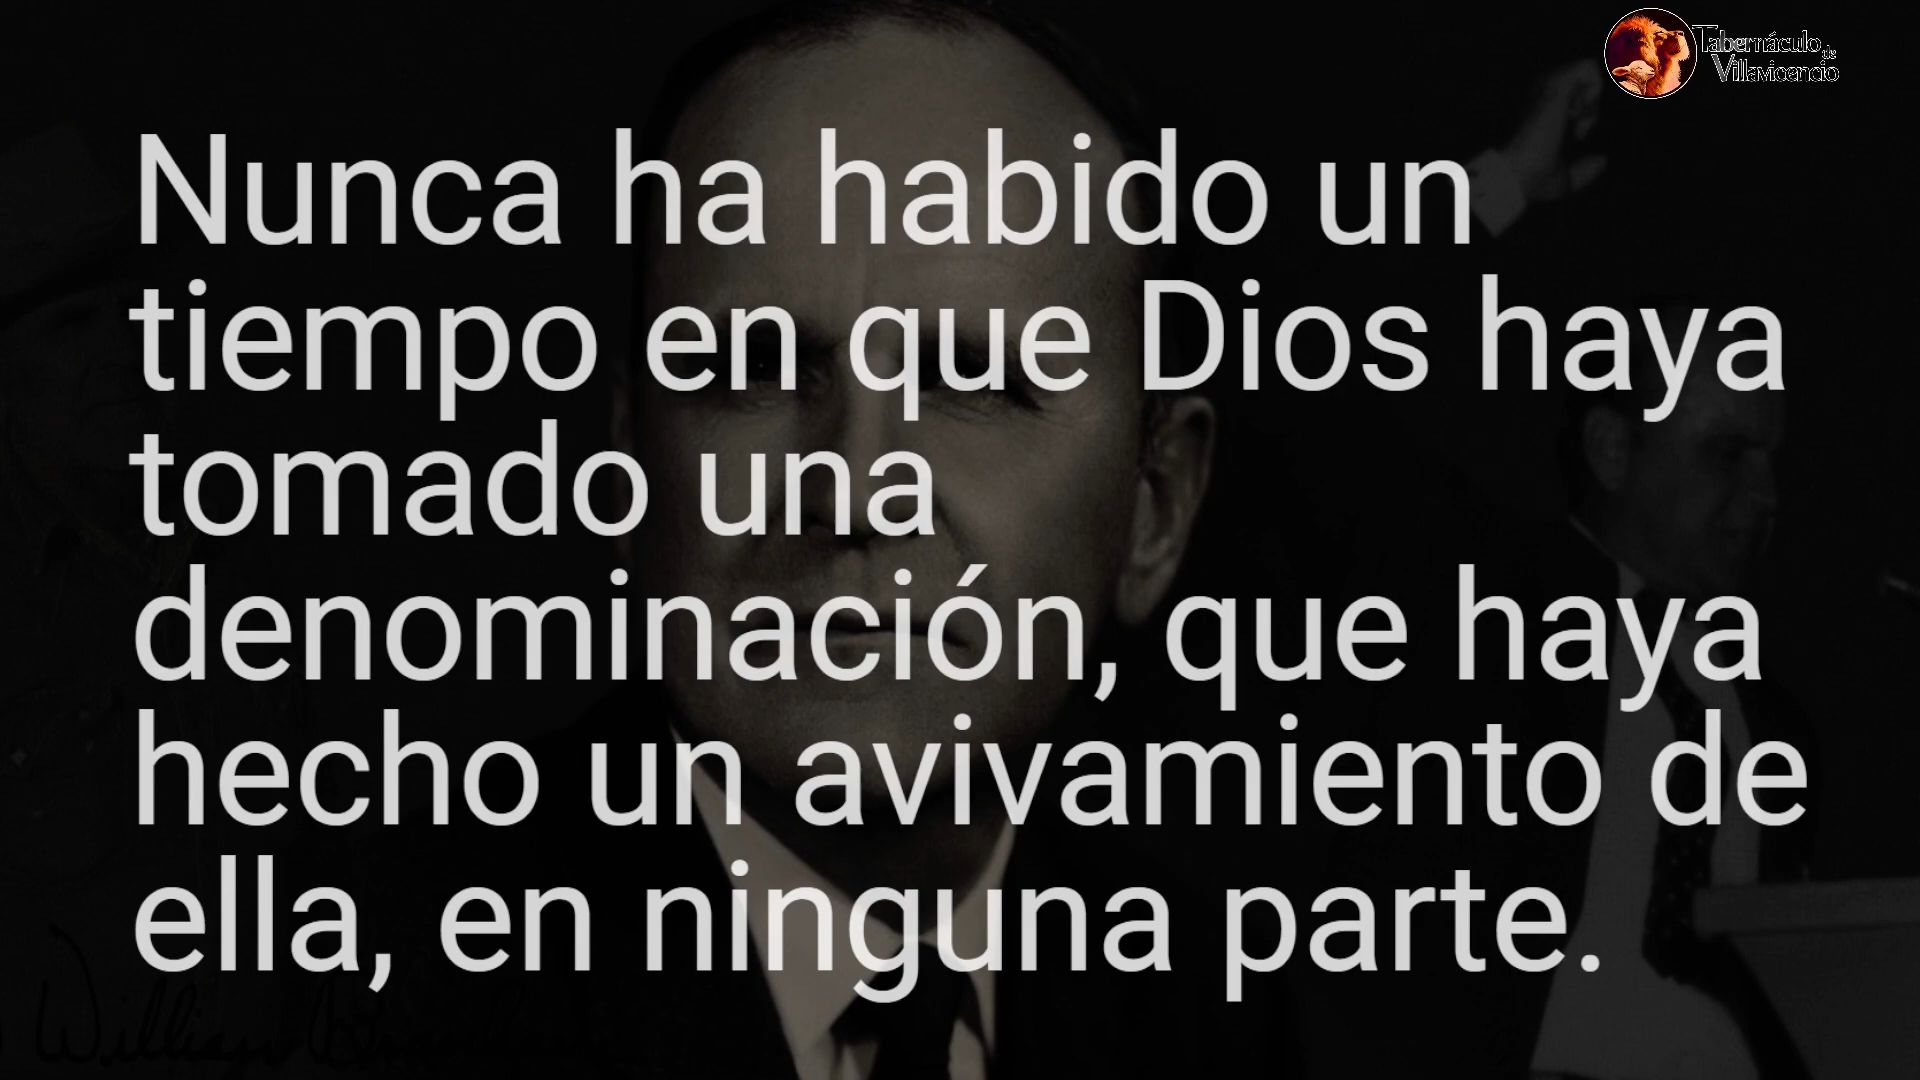 Tabernáculo de
Villavicencio
Nunca ha habido un
tiempo en que Dios haya
tomado una
denominación, que haya
hecho un avivamiento de
ella, en ninguna parte.
William